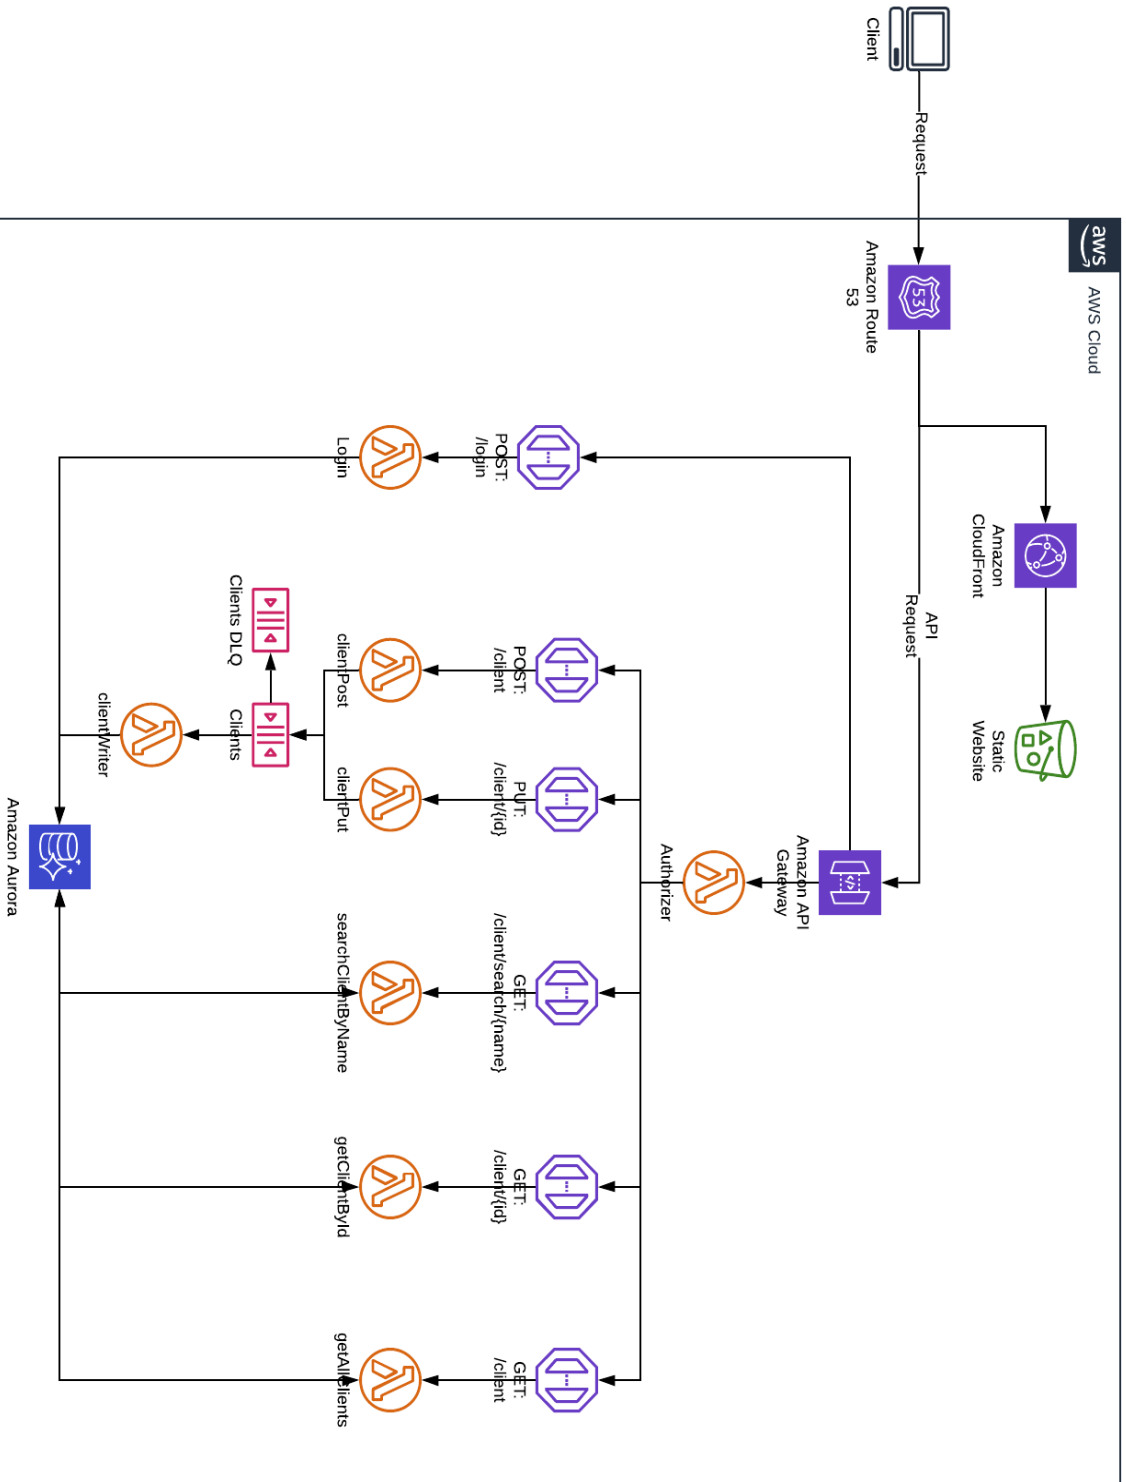 aws
AWS Cloud
Client
Request
Amazon Route
53
53
Amazon
CloudFront
Static
Website
API
Request
Amazon API
Gateway
Authorizer
POST:
/login
POST:
/client
PUT:
/client/{id}
GET:
/client/search/{name}
GET:
/client/{id}
GET:
/client
Login
clientPost
clientPut
searchClientByName
getClientById
getAllClients
Clients DLQ
Clients
clientWriter
Amazon Aurora